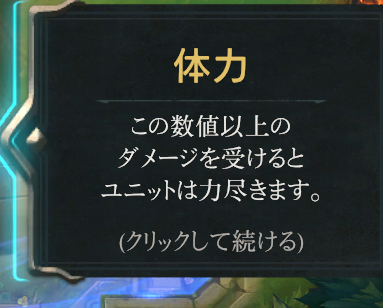 体力
この数値以上の
ダメージを受けると
ユニットは力尽きます。
(クリックして続ける)